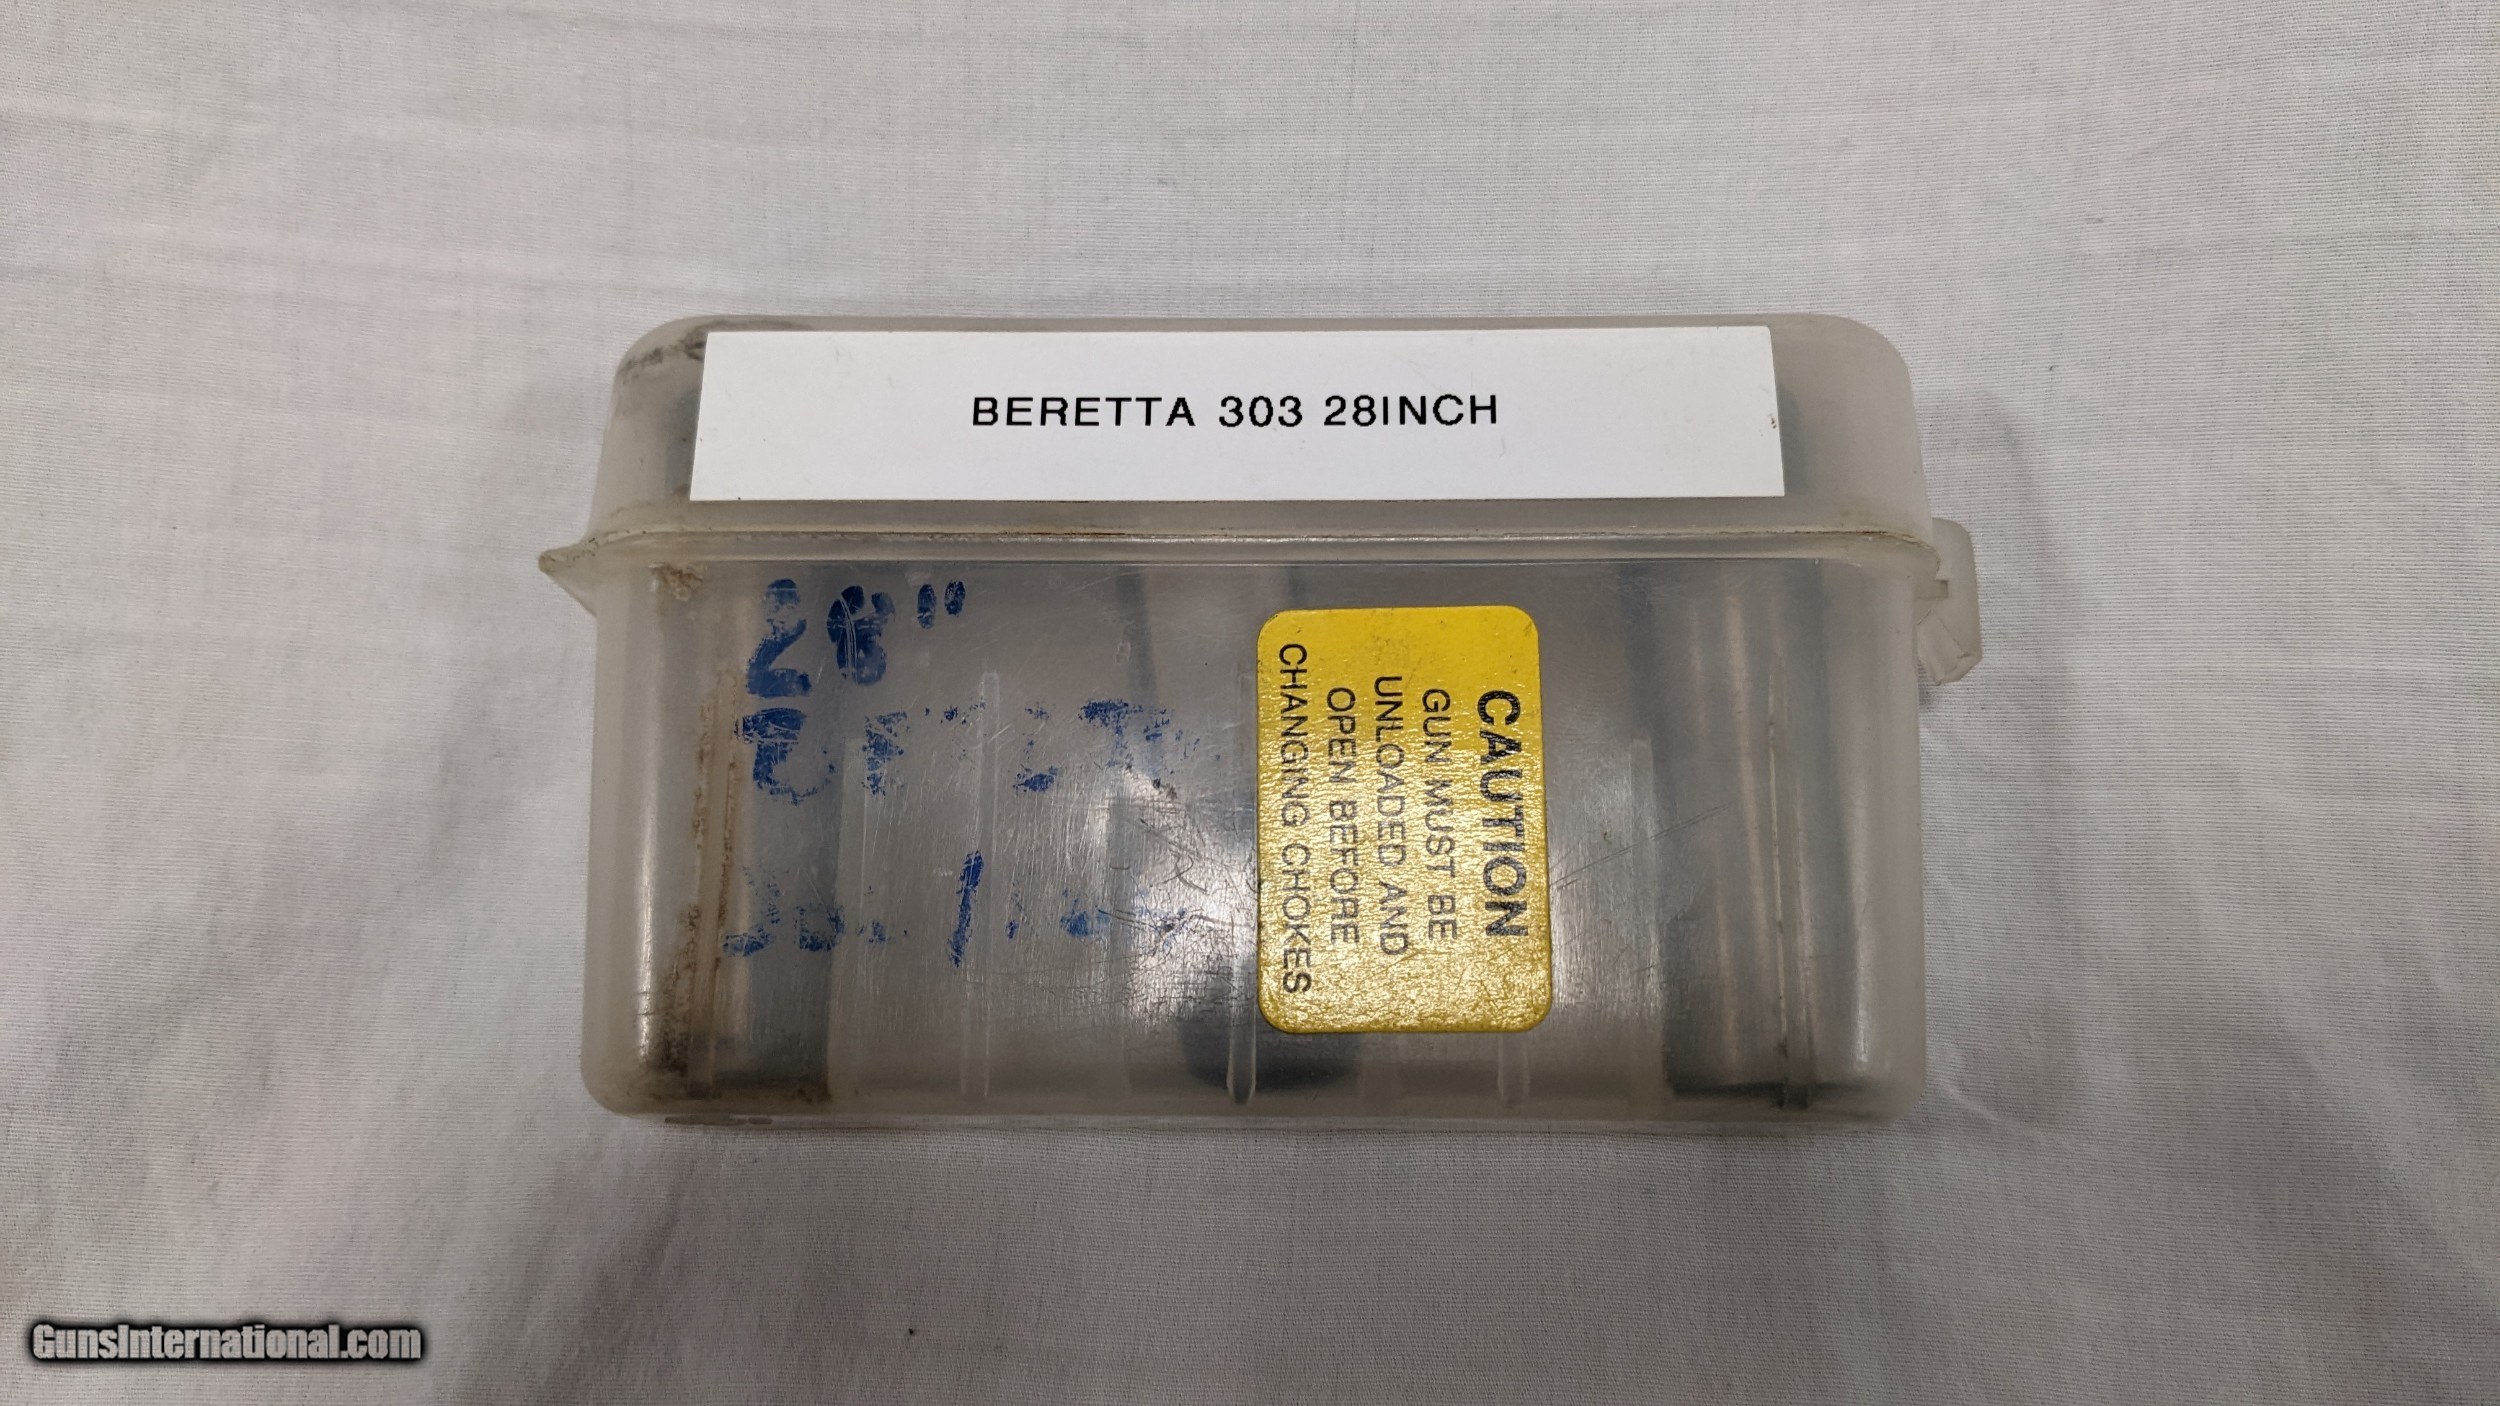 BERETTA 303 28INCH
28"
CAUTION
GUN MUST BE
UNLOADED AND
OPEN BEFORE
CHANGING CHOKES
GunsInternational.com